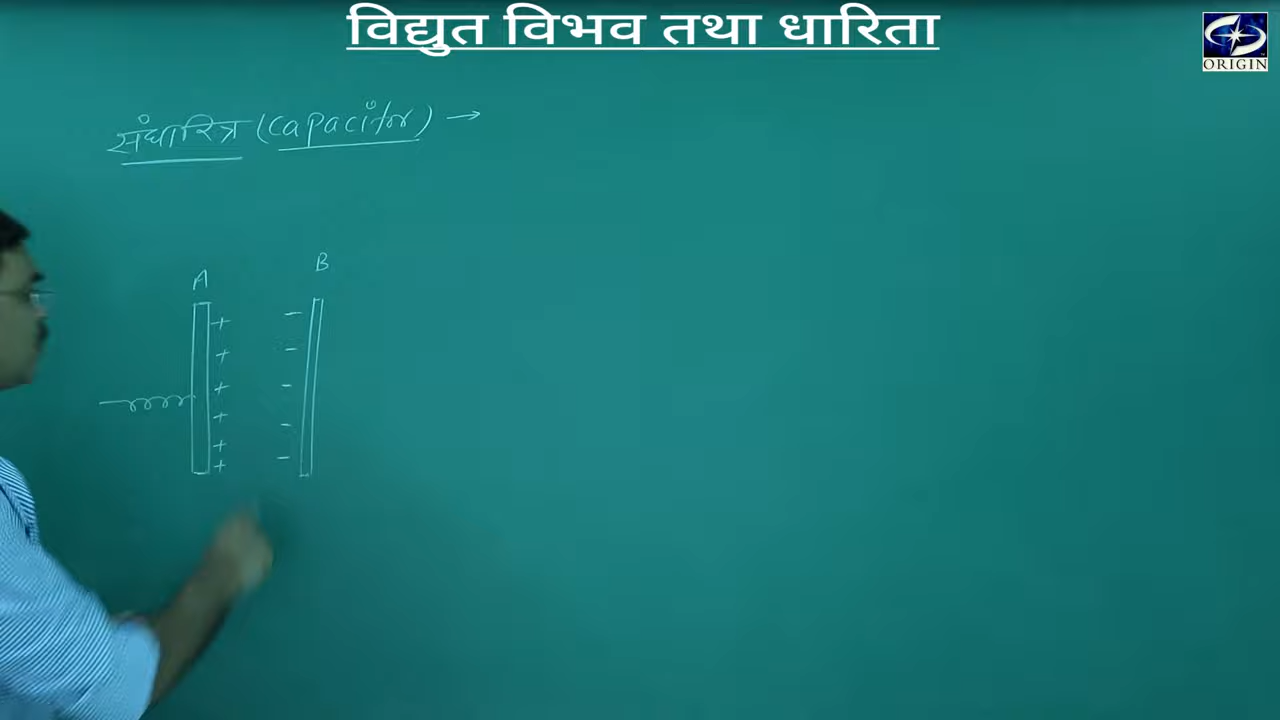 विद्युत विभव तथा धारिता
ORIGIN
संधारित्र (capacitor) →
A
B
+ -
+ -
+ -
+ -
+ -
+